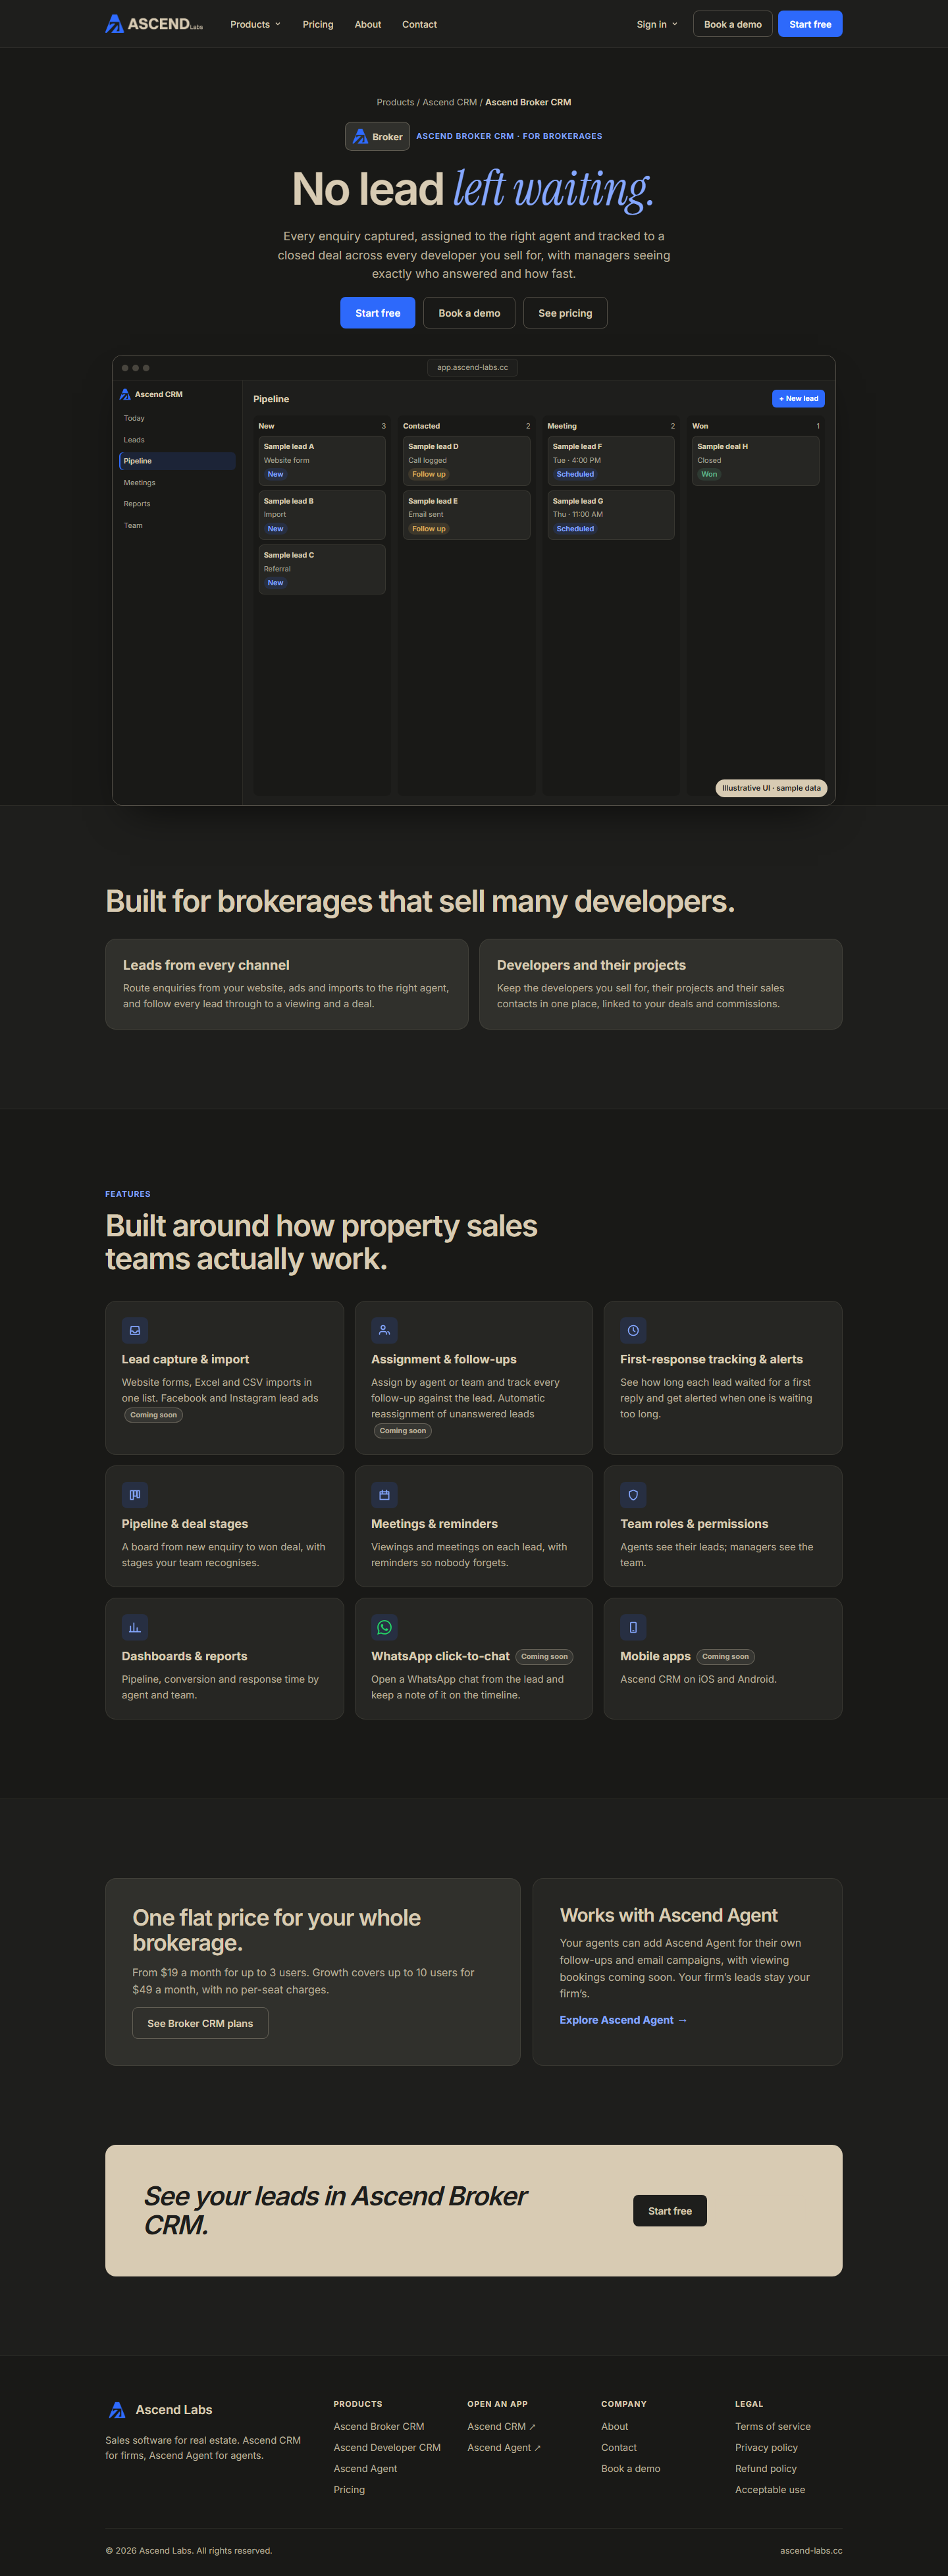 ASCEND Labs
Products
Pricing
About
Contact
Sign in
Book a demo
Start free
Products / Ascend CRM / Ascend Broker CRM
Broker
ASCEND BROKER CRM · FOR BROKERAGES
No lead left waiting.
Every enquiry captured, assigned to the right agent and tracked to a
closed deal across every developer you sell for, with managers seeing
exactly who answered and how fast.
Start free
Book a demo
See pricing
app.ascend-labs.cc
Ascend CRM
Today
Leads
Pipeline
Meetings
Reports
Team
Pipeline
+ New lead
New 3
Sample lead A
Website form
New
Sample lead B
Import
New
Sample lead C
Referral
New
Contacted 2
Sample lead D
Call logged
Follow up
Sample lead E
Email sent
Follow up
Meeting 2
Sample lead F
Tue · 4:00 PM
Scheduled
Sample lead G
Thu · 11:00 AM
Scheduled
Won 1
Sample deal H
Closed
Won
Illustrative UI · sample data
Built for brokerages that sell many developers.
Leads from every channel
Route enquiries from your website, ads and imports to the right agent,
and follow every lead through to a viewing and a deal.
Developers and their projects
Keep the developers you sell for, their projects and their sales
contacts in one place, linked to your deals and commissions.
FEATURES
Built around how property sales
teams actually work.
Lead capture & import
Website forms, Excel and CSV imports in
one list. Facebook and Instagram lead ads
Coming soon
Assignment & follow-ups
Assign by agent or team and track every
follow-up against the lead. Automatic
reassignment of unanswered leads
Coming soon
First-response tracking & alerts
See how long each lead waited for a first
reply and get alerted when one is waiting
too long.
Pipeline & deal stages
A board from new enquiry to won deal, with
stages your team recognises.
Meetings & reminders
Viewings and meetings on each lead, with
reminders so nobody forgets.
Team roles & permissions
Agents see their leads; managers see the
team.
Dashboards & reports
Pipeline, conversion and response time by
agent and team.
WhatsApp click-to-chat Coming soon
Open a WhatsApp chat from the lead and
keep a note of it on the timeline.
Mobile apps Coming soon
Ascend CRM on iOS and Android.
One flat price for your whole
brokerage.
From $19 a month for up to 3 users. Growth covers up to 10 users for
$49 a month, with no per-seat charges.
See Broker CRM plans
Works with Ascend Agent
Your agents can add Ascend Agent for their own
follow-ups and email campaigns, with viewing
bookings coming soon. Your firm's leads stay your
firm's.
Explore Ascend Agent →
See your leads in Ascend Broker
CRM.
Start free
Ascend Labs
Sales software for real estate. Ascend CRM
for firms, Ascend Agent for agents.
PRODUCTS
Ascend Broker CRM
Ascend Developer CRM
Ascend Agent
Pricing
OPEN AN APP
Ascend CRM ↗
Ascend Agent ↗
COMPANY
About
Contact
Book a demo
LEGAL
Terms of service
Privacy policy
Refund policy
Acceptable use
© 2026 Ascend Labs. All rights reserved.
ascend-labs.cc